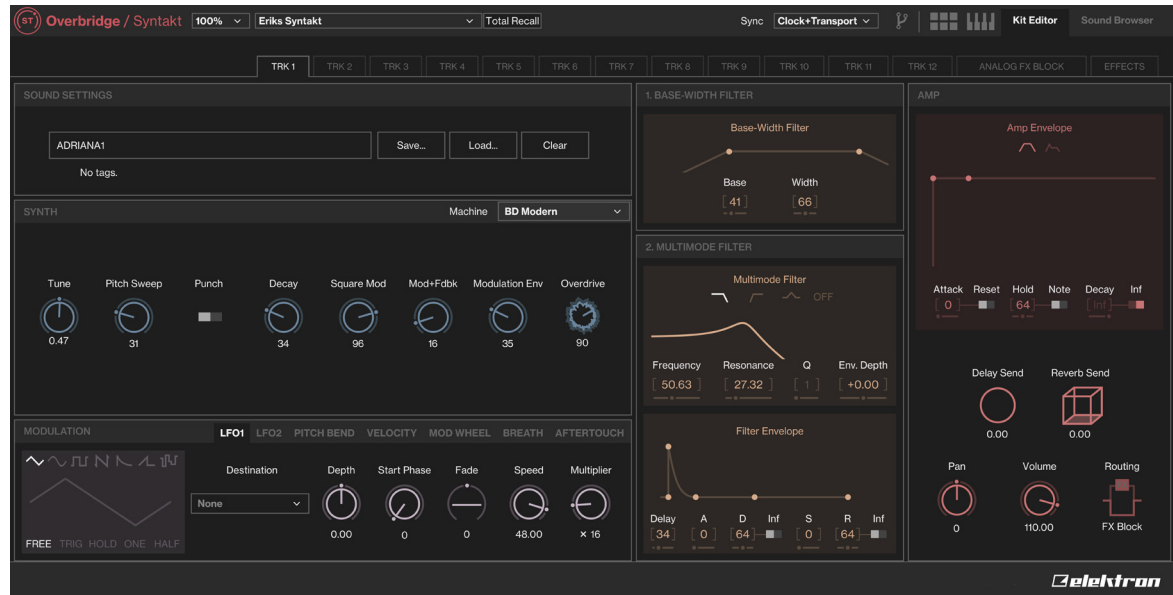 ST Overbridge / Syntakt 100% Eriks Syntakt Total Recall Sync Clock+Transport Kit Editor Sound Browser
TRK 1 TRK 2 TRK 3 TRK 4 TRK 5 TRK 6 TRK 7 TRK 8 TRK 9 TRK 10 TRK 11 TRK 12 ANALOG FX BLOCK EFFECTS
SOUND SETTINGS
ADRIANA1 Save... Load... Clear
No tags.
SYNTH Machine BD Modern
Tune Pitch Sweep Punch Decay Square Mod Mod+Fdbk Modulation Env Overdrive
0.47 31 34 96 16 35 90
MODULATION LFO1 LFO2 PITCH BEND VELOCITY MOD WHEEL BREATH AFTERTOUCH
Destination Depth Start Phase Fade Speed Multiplier
None
0.00 0 0 48.00 × 16
FREE TRIG HOLD ONE HALF
1. BASE-WIDTH FILTER
Base-Width Filter
Base Width
[41] [66]
2. MULTIMODE FILTER
Multimode Filter
OFF
Frequency Resonance Q Env. Depth
[50.63] [27.32] [1] [+0.00]
Filter Envelope
Delay A D Inf S R Inf
[34] [0] [64] [0] [64]
AMP
Amp Envelope
Attack Reset Hold Note Decay Inf
[0] [64] [Inf]
Delay Send Reverb Send
0.00 0.00
Pan Volume Routing
0 110.00 FX Block
elektron